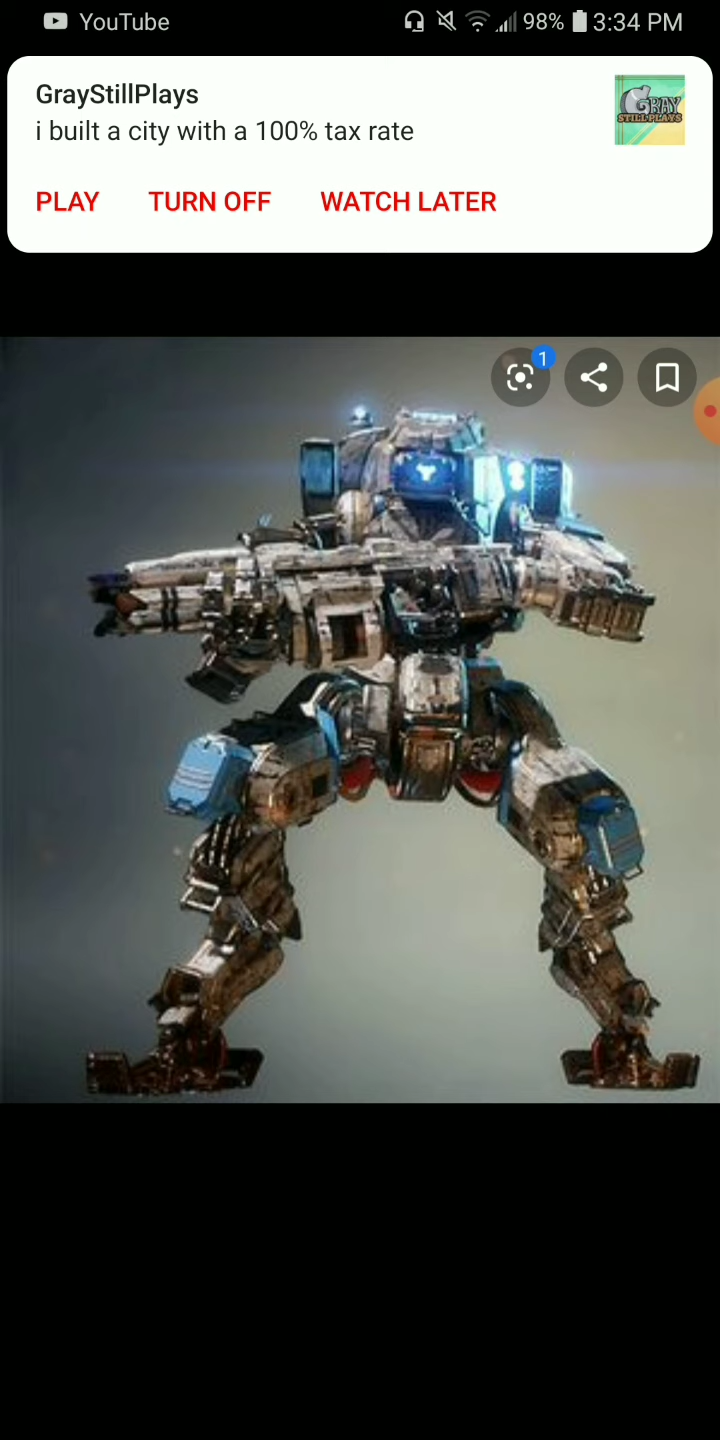 YouTube 98% 3:34 PM
GrayStillPlays
i built a city with a 100% tax rate
GRAY
STILL PLAYS
PLAY TURN OFF WATCH LATER
1